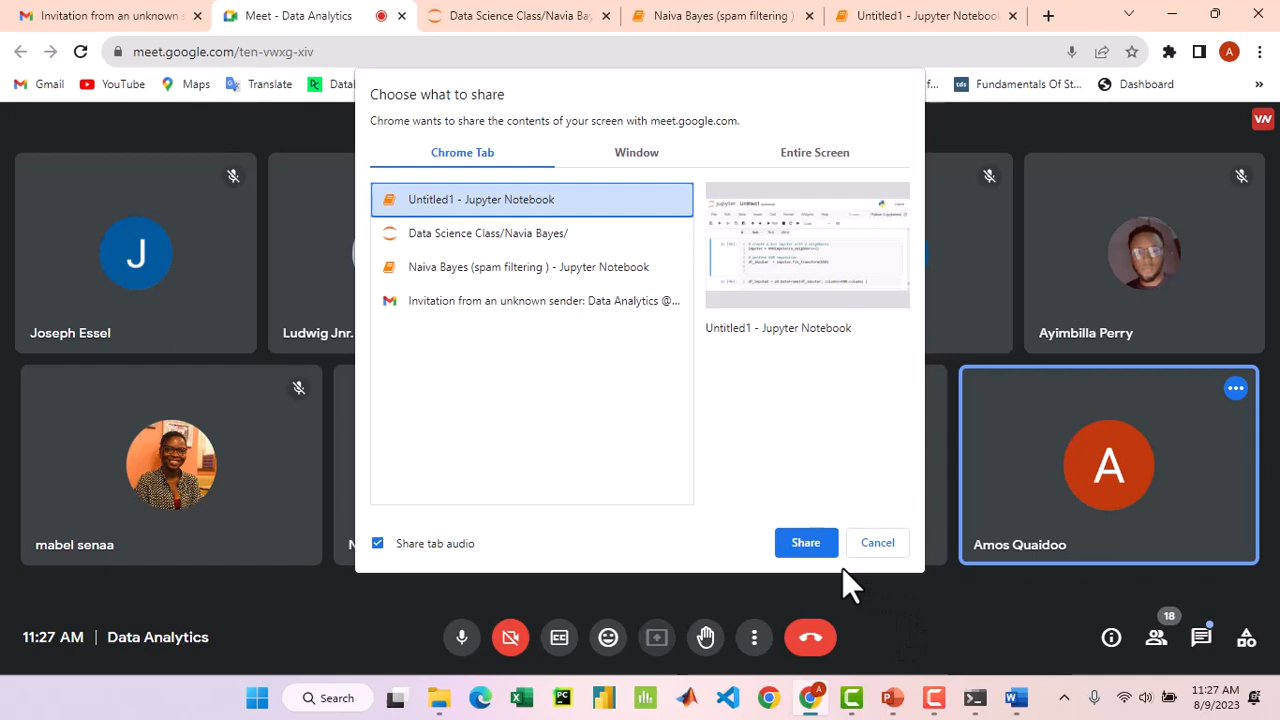 Invitation from an unknown s
Meet - Data Analytics
Data Science Class/Navia Bay
Naiva Bayes (spam filtering )
Untitled1 - Jupyter Notebook
meet.google.com/ten-vwxg-xiv
A
Gmail
YouTube
Maps
Translate
Datal
f...
Fundamentals Of St...
Dashboard
»
Choose what to share
Chrome wants to share the contents of your screen with meet.google.com.
Chrome Tab
Window
Entire Screen
Untitled1 - Jupyter Notebook
Data Science Class/Navia Bayes/
Naiva Bayes (spam filtering ) - Jupyter Notebook
Invitation from an unknown sender: Data Analytics @...
Untitled1 - Jupyter Notebook
J
Joseph Essel
Ludwig Jnr.
Ayimbilla Perry
mabel senaa
A
Amos Quaidoo
Share tab audio
Share
Cancel
11:27 AM | Data Analytics
18
Search
11:27 AM
8/9/2023